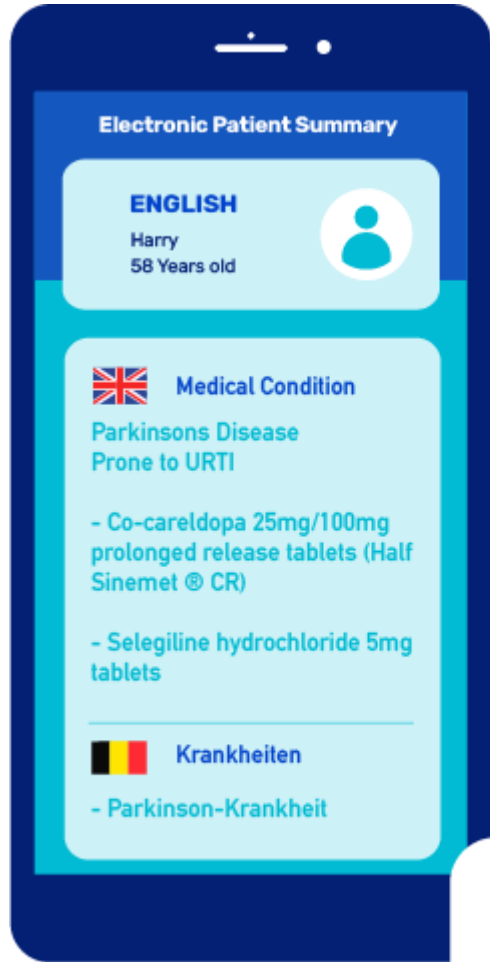 Electronic Patient Summary
ENGLISH
Harry
58 Years old
Medical Condition
Parkinsons Disease
Prone to URTI
- Co-careldopa 25mg/100mg
prolonged release tablets (Half
Sinemet ® CR)
- Selegiline hydrochloride 5mg
tablets
Krankheiten
- Parkinson-Krankheit